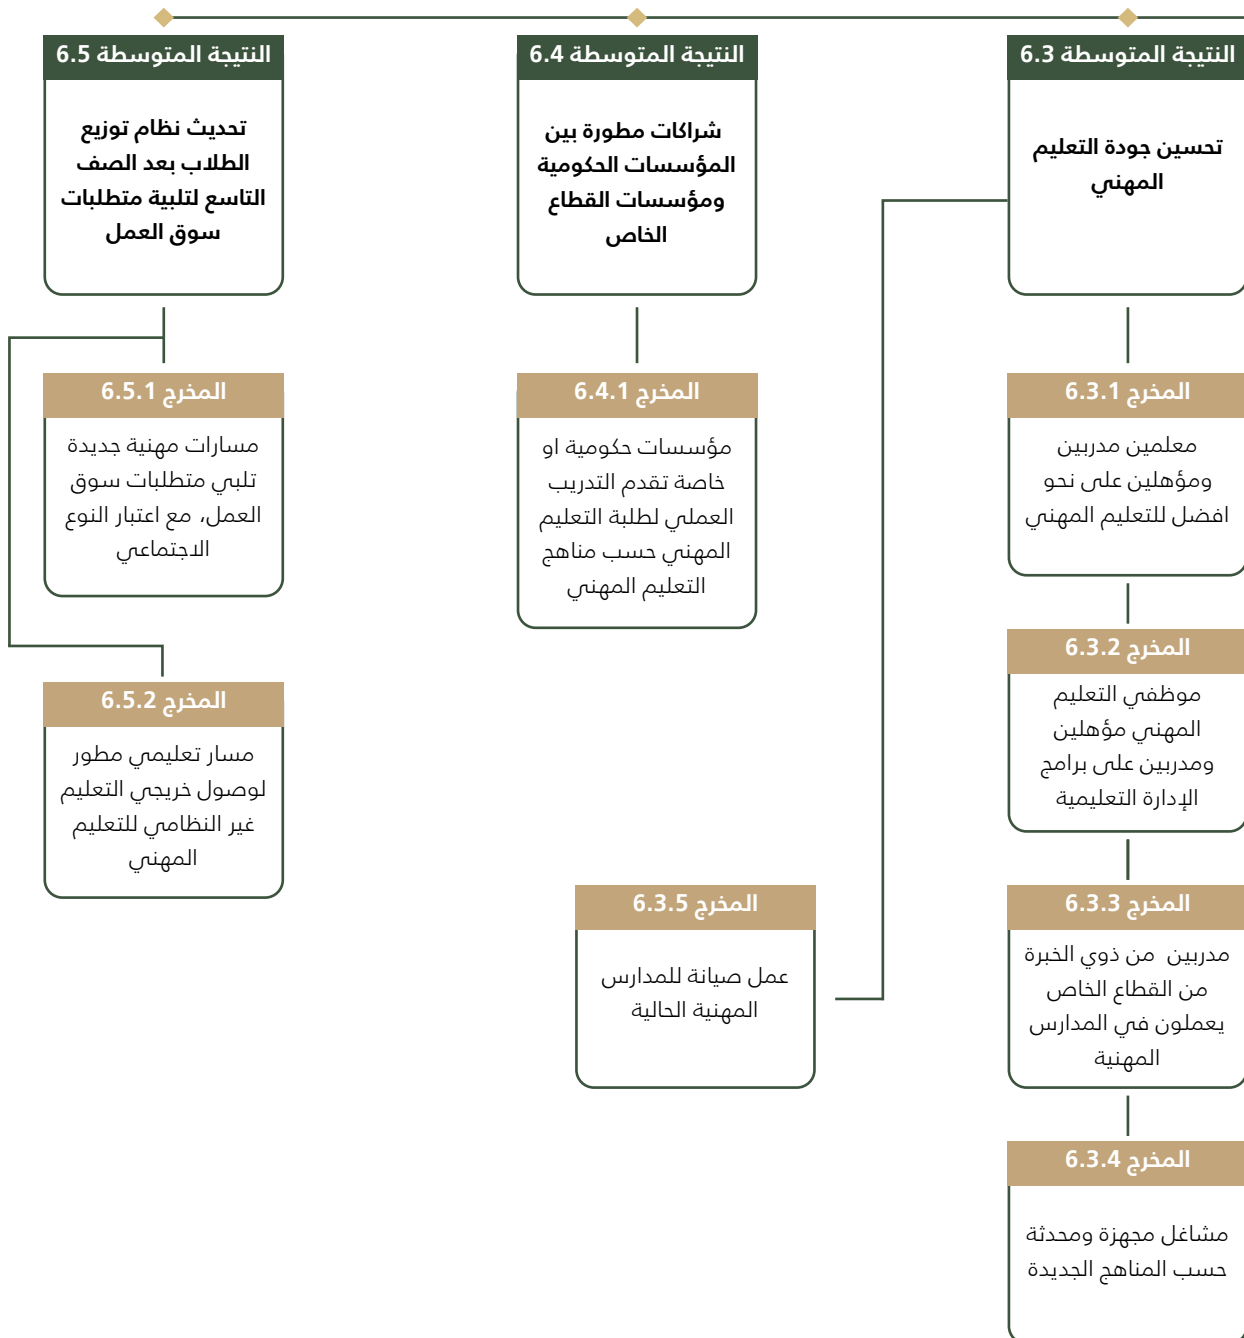 النتيجة المتوسطة 6.3
تحسين جودة التعليم
المهني
المخرج 6.3.1
معلمين مدربين
ومؤهلين على نحو
افضل للتعليم المهني
المخرج 6.3.2
موظفي التعليم
المهني مؤهلين
ومدربين على برامج
الإدارة التعليمية
المخرج 6.3.3
مدربين من ذوي الخبرة
من القطاع الخاص
يعملون في المدارس
المهنية
المخرج 6.3.4
مشاغل مجهزة ومحدثة
حسب المناهج الجديدة
المخرج 6.3.5
عمل صيانة للمدارس
المهنية الحالية
النتيجة المتوسطة 6.4
شراكات مطورة بين
المؤسسات الحكومية
ومؤسسات القطاع
الخاص
المخرج 6.4.1
مؤسسات حكومية او
خاصة تقدم التدريب
العملي لطلبة التعليم
المهني حسب مناهج
التعليم المهني
النتيجة المتوسطة 6.5
تحديث نظام توزيع
الطلاب بعد الصف
التاسع لتلبية متطلبات
سوق العمل
المخرج 6.5.1
مسارات مهنية جديدة
تلبي متطلبات سوق
العمل، مع اعتبار النوع
الاجتماعي
المخرج 6.5.2
مسار تعليمي مطور
لوصول خريجي التعليم
غير النظامي للتعليم
المهني